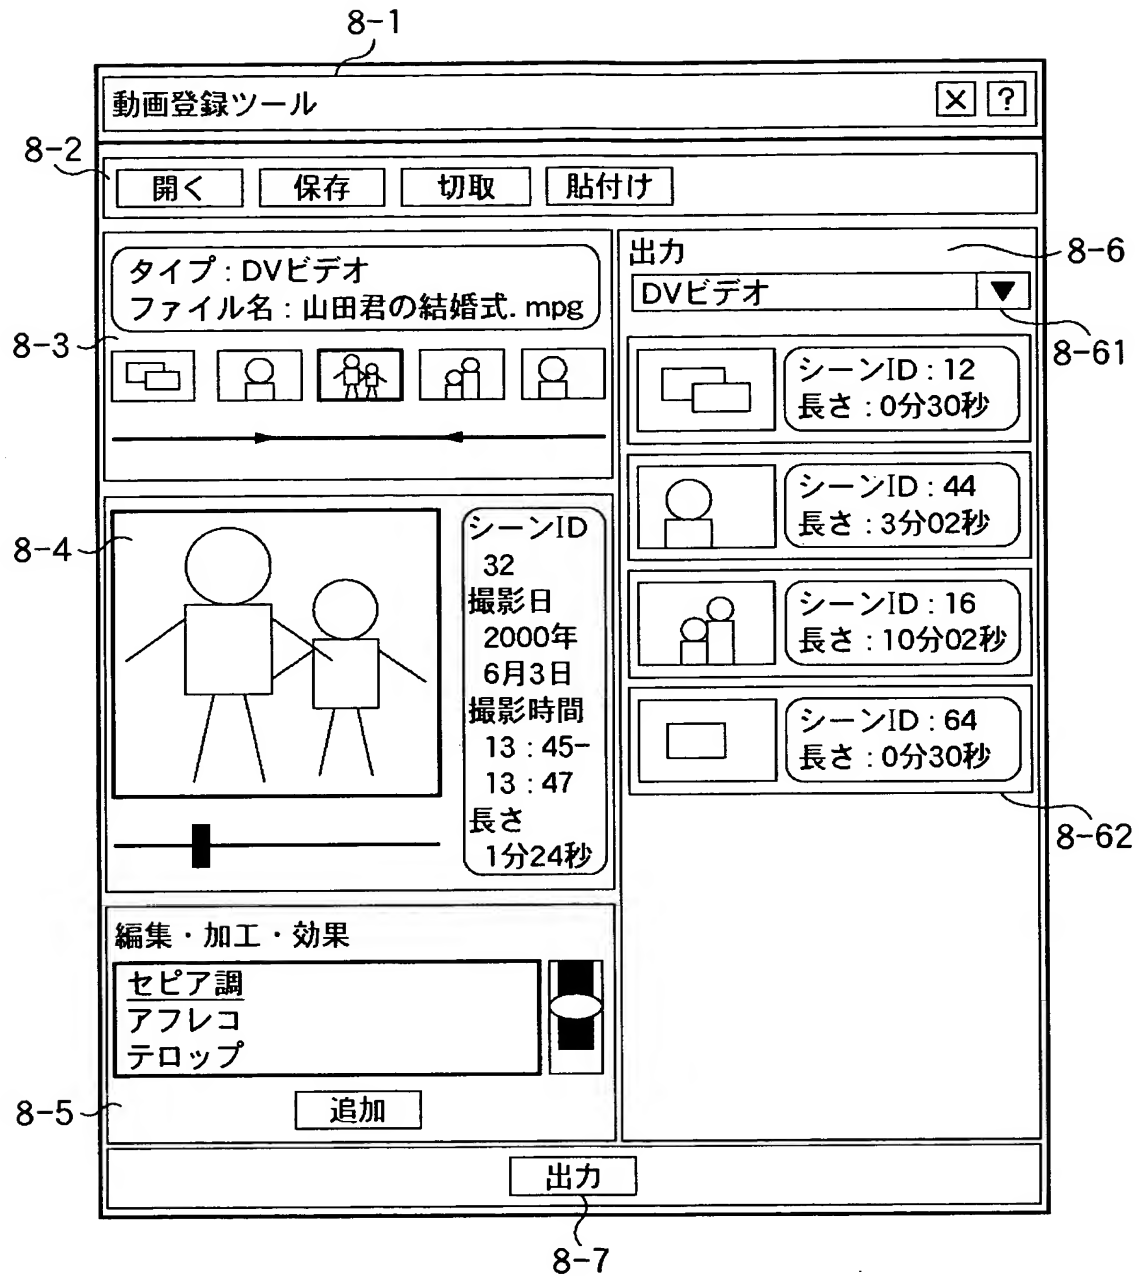 8-1
動画登録ツール
X ?
8-2
開く 保存 切取 貼付け
タイプ：DVビデオ
ファイル名：山田君の結婚式. mpg
8-3
8-4
シーンID
32
撮影日
2000年
6月3日
撮影時間
13：45-
13：47
長さ
1分24秒
編集・加工・効果
セピア調
アフレコ
テロップ
8-5
追加
出力
8-6
DVビデオ ▼
8-61
シーンID：12
長さ：0分30秒
シーンID：44
長さ：3分02秒
シーンID：16
長さ：10分02秒
シーンID：64
長さ：0分30秒
8-62
出力
8-7